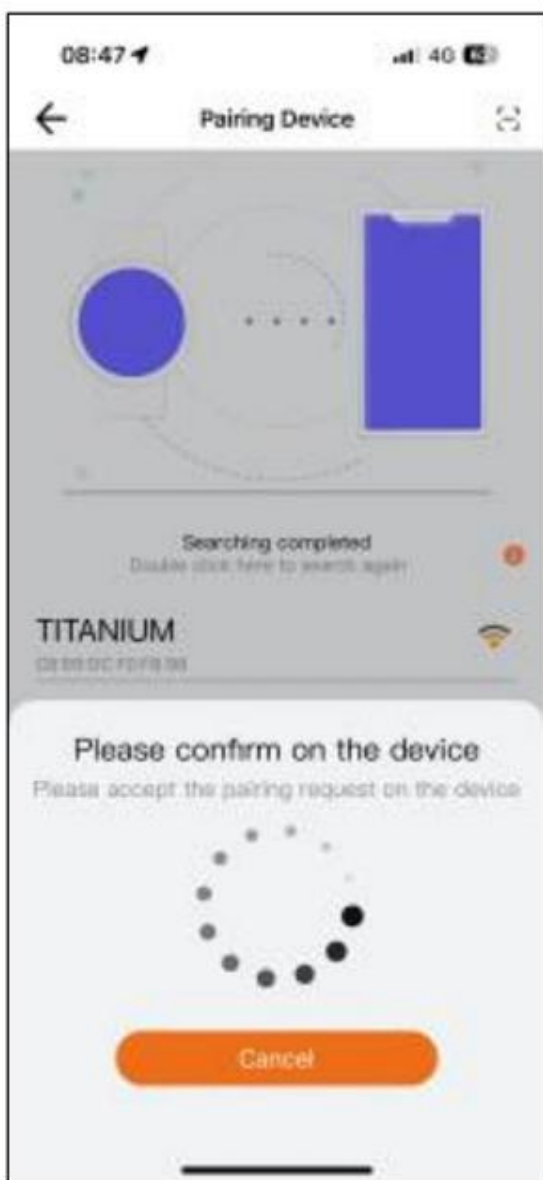 08:47
4G
Pairing Device
Searching completed
Double click here to search again
TITANIUM
Please confirm on the device
Please accept the pairing request on the device
Cancel